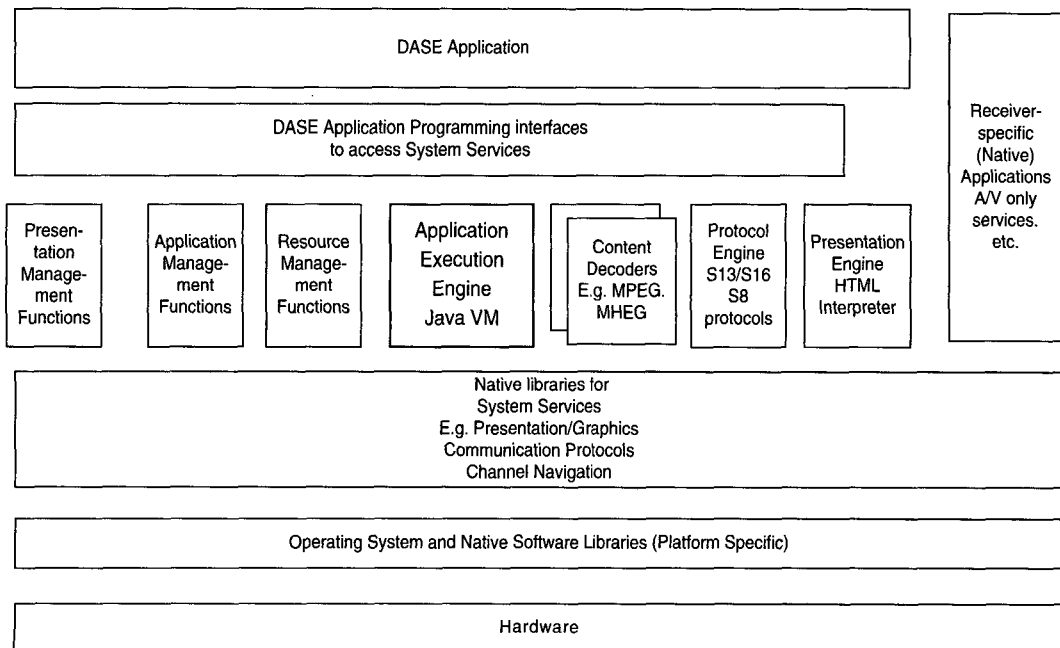 DASE Application
DASE Application Programming interfaces
to access System Services
Receiver-
specific
(Native)
Applications
A/V only
services.
etc.
Presen-
tation
Manage-
ment
Functions
Application
Manage-
ment
Functions
Resource
Manage-
ment
Functions
Application
Execution
Engine
Java VM
Content
Decoders
E.g. MPEG.
MHEG
Protocol
Engine
S13/S16
S8
protocols
Presentation
Engine
HTML
Interpreter
Native libraries for
System Services
E.g. Presentation/Graphics
Communication Protocols
Channel Navigation
Operating System and Native Software Libraries (Platform Specific)
Hardware